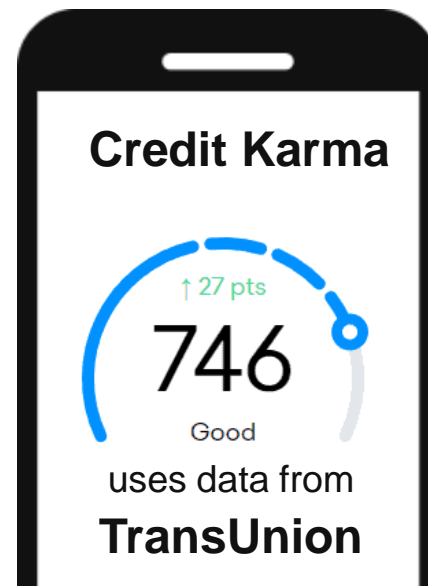 Credit Karma
↑ 27 pts
746
Good
uses data from
TransUnion